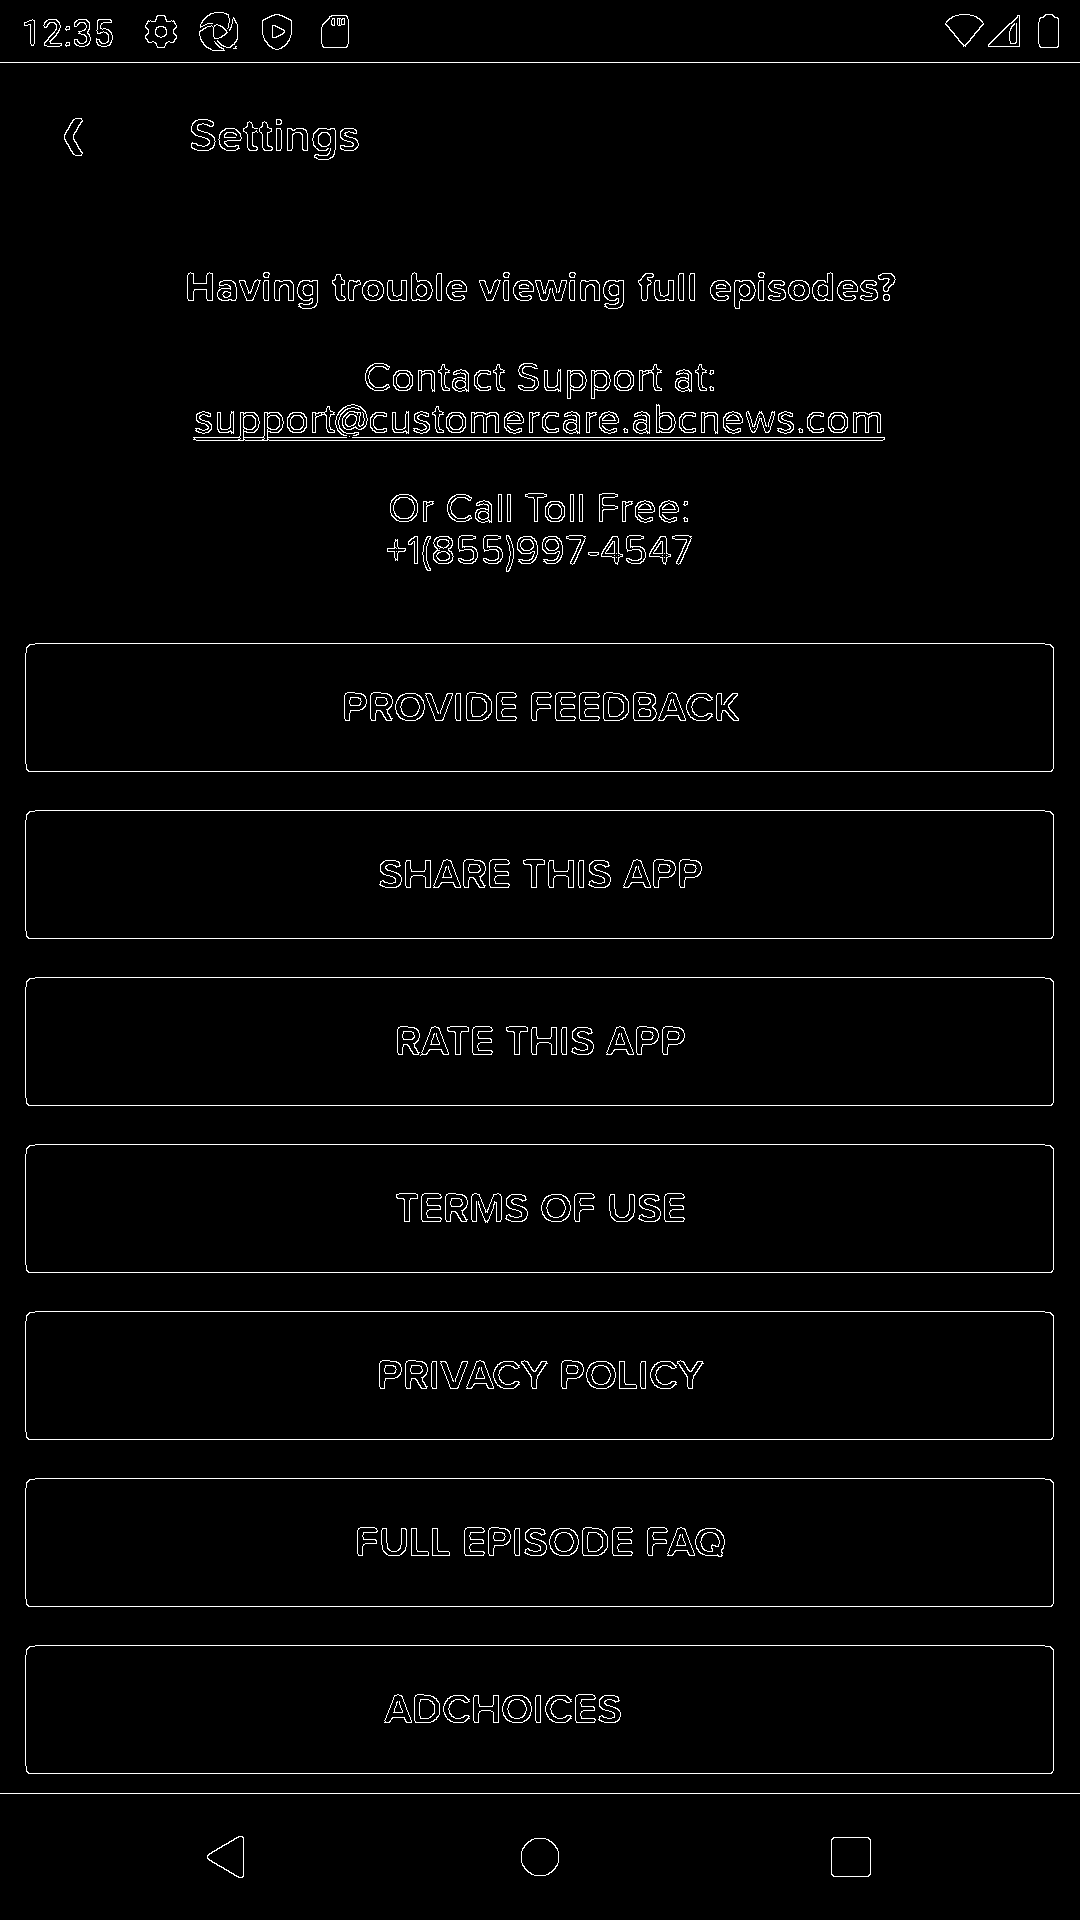 12:35
Settings
Having trouble viewing full episodes?
Contact Support at:
support@customercare.abcnews.com
Or Call Toll Free:
+1(855)997-4547
PROVIDE FEEDBACK
SHARE THIS APP
RATE THIS APP
TERMS OF USE
PRIVACY POLICY
FULL EPISODE FAQ
ADCHOICES